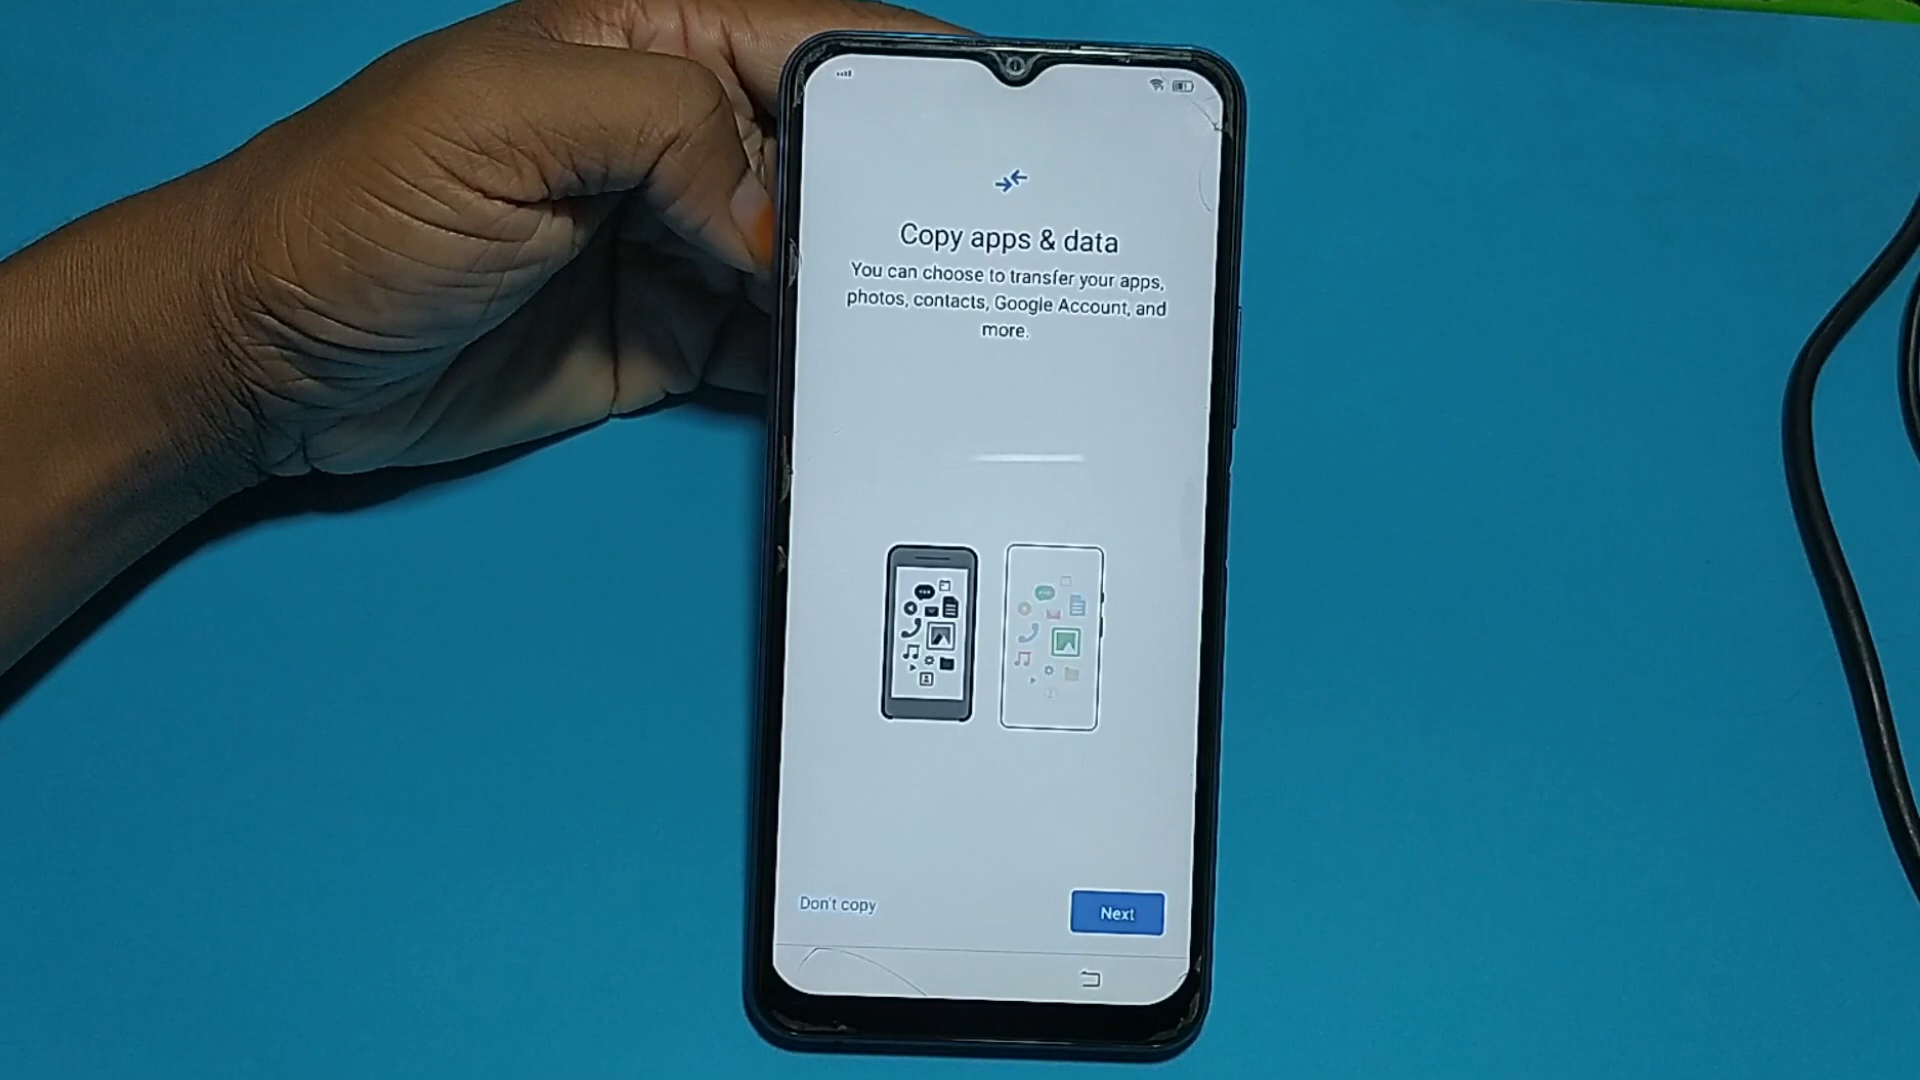 Copy apps & data
You can choose to transfer your apps,
photos, contacts, Google Account, and
more.
Don't copy
Next